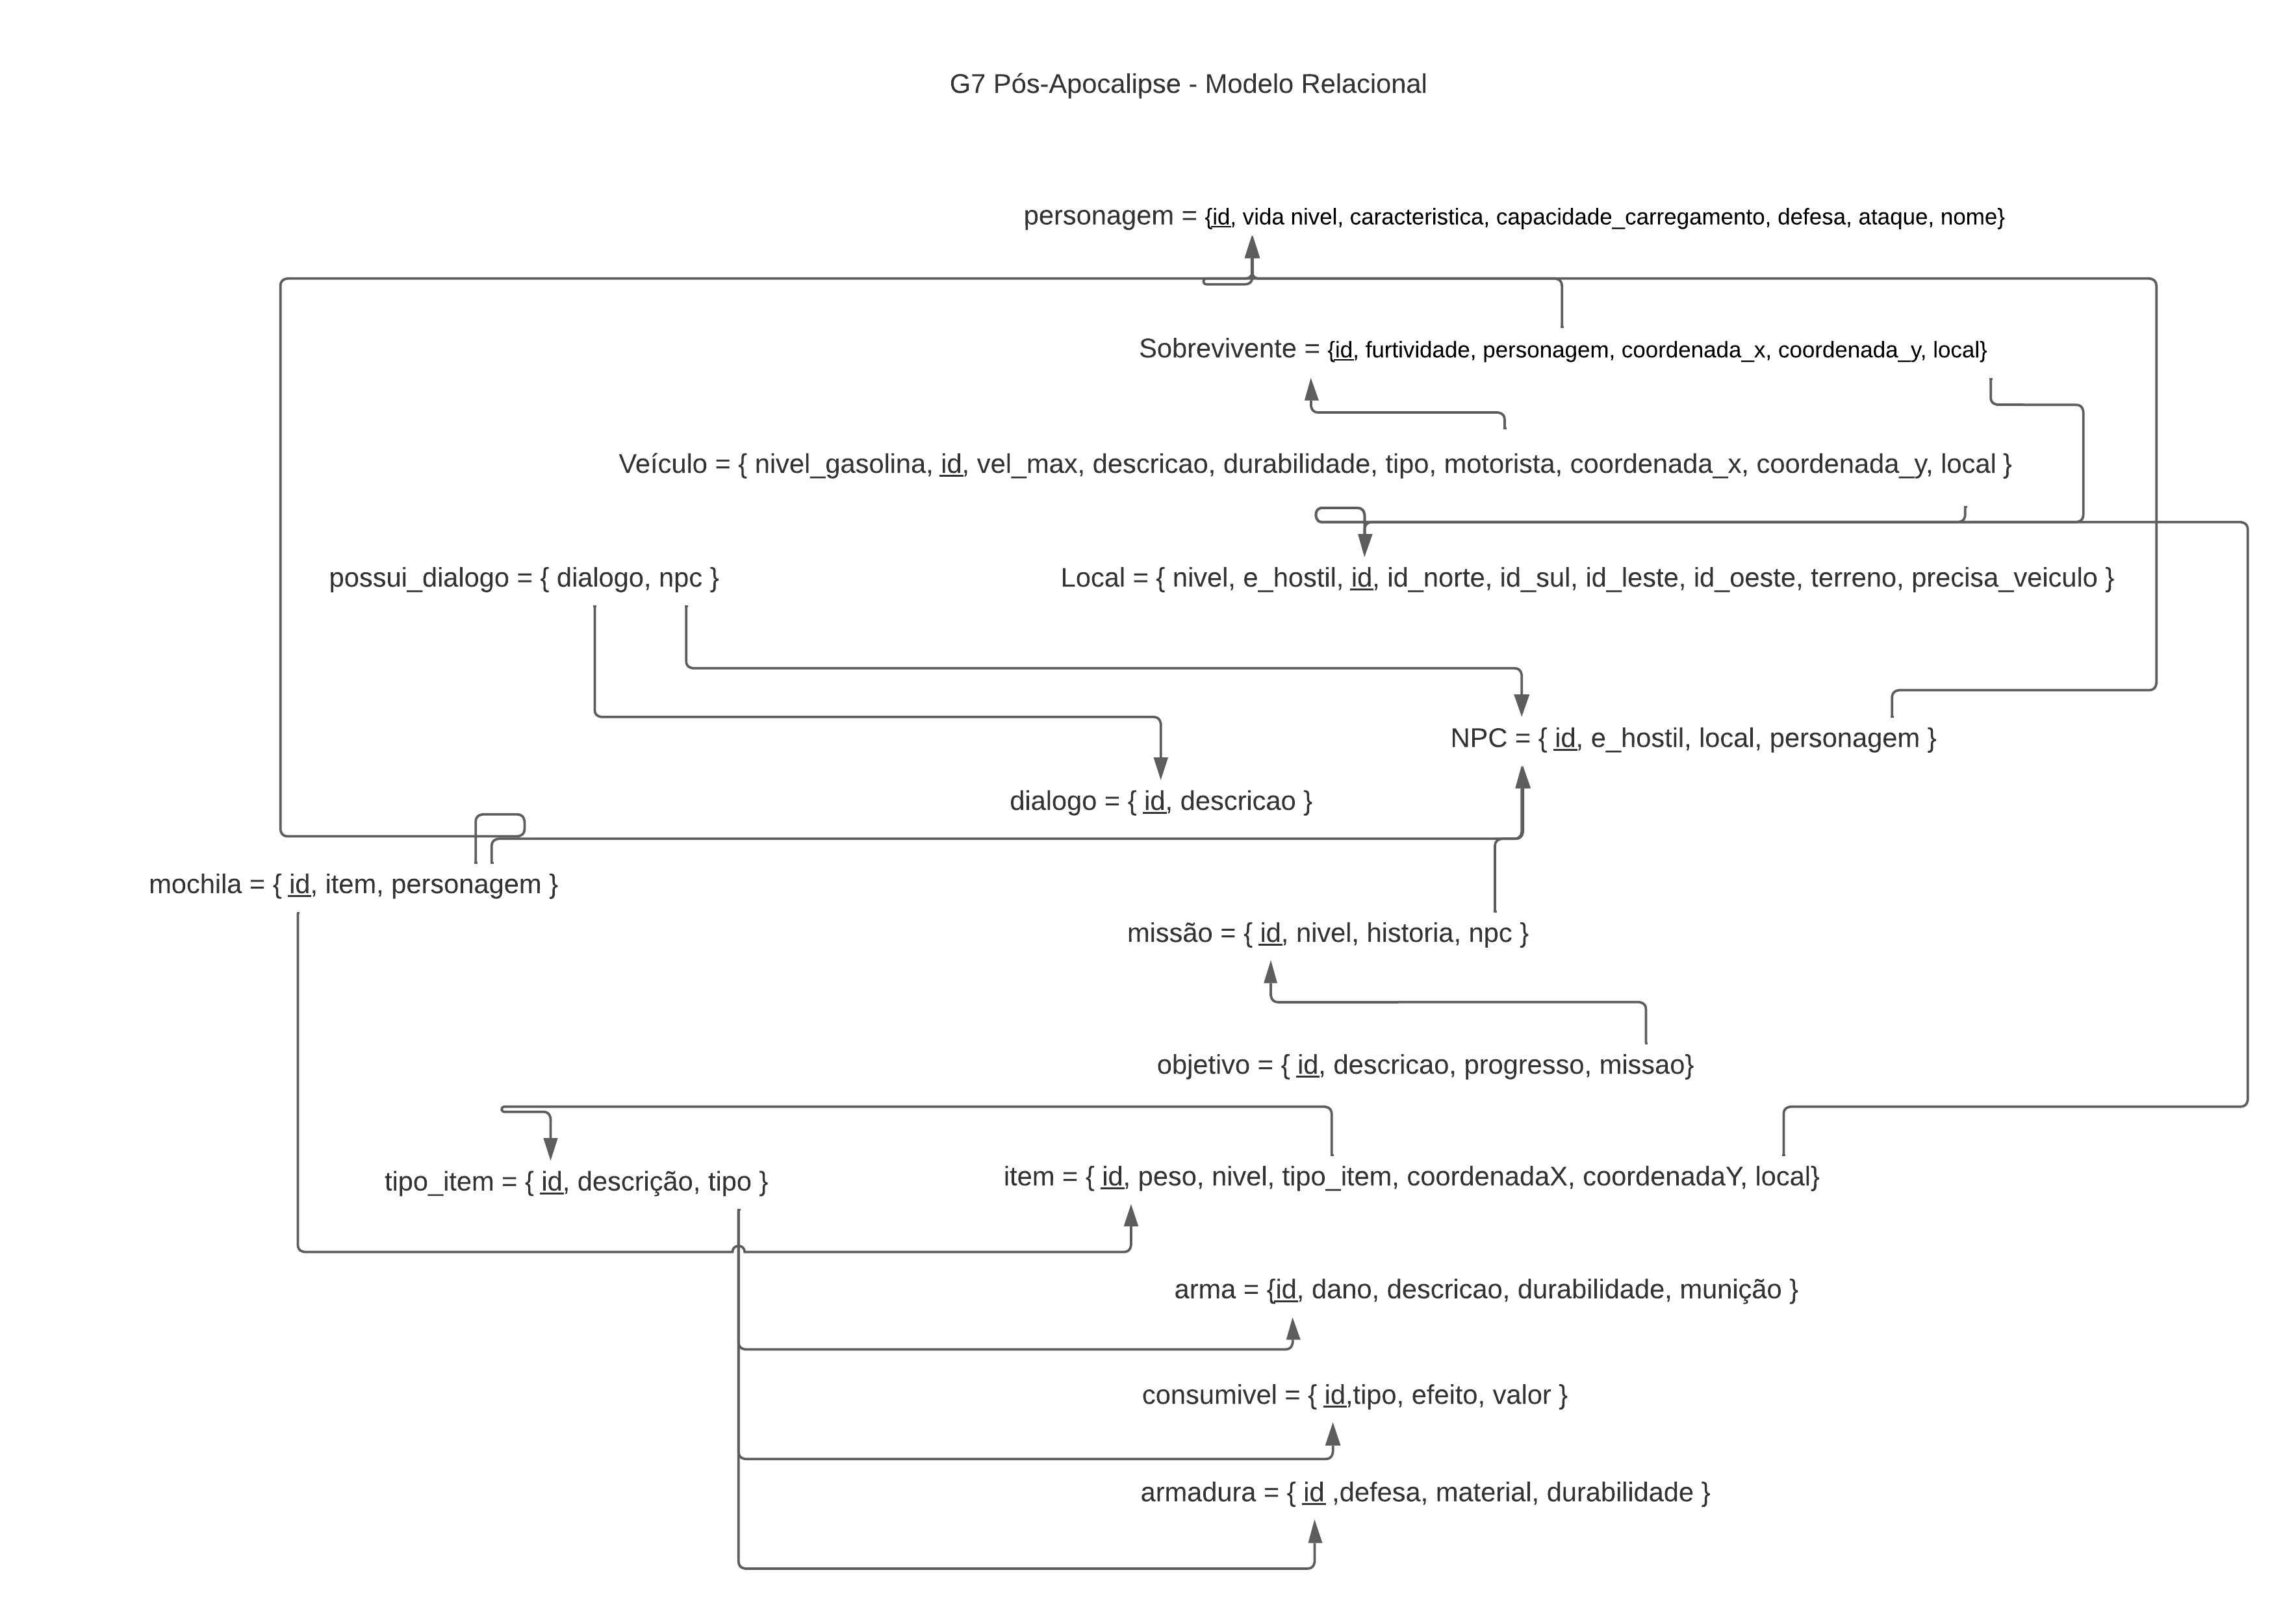 G7 Pós-Apocalipse - Modelo Relacional
personagem = {id, vida nivel, caracteristica, capacidade_carregamento, defesa, ataque, nome}
Sobrevivente = {id, furtividade, personagem, coordenada_x, coordenada_y, local}
Veículo = { nivel_gasolina, id, vel_max, descricao, durabilidade, tipo, motorista, coordenada_x, coordenada_y, local }
possui_dialogo = { dialogo, npc }
Local = { nivel, e_hostil, id, id_norte, id_sul, id_leste, id_oeste, terreno, precisa_veiculo }
NPC = { id, e_hostil, local, personagem }
dialogo = { id, descricao }
mochila = { id, item, personagem }
missão = { id, nivel, historia, npc }
objetivo = { id, descricao, progresso, missao}
tipo_item = { id, descrição, tipo }
item = { id, peso, nivel, tipo_item, coordenadaX, coordenadaY, local}
arma = {id, dano, descricao, durabilidade, munição }
consumivel = { id,tipo, efeito, valor }
armadura = { id ,defesa, material, durabilidade }